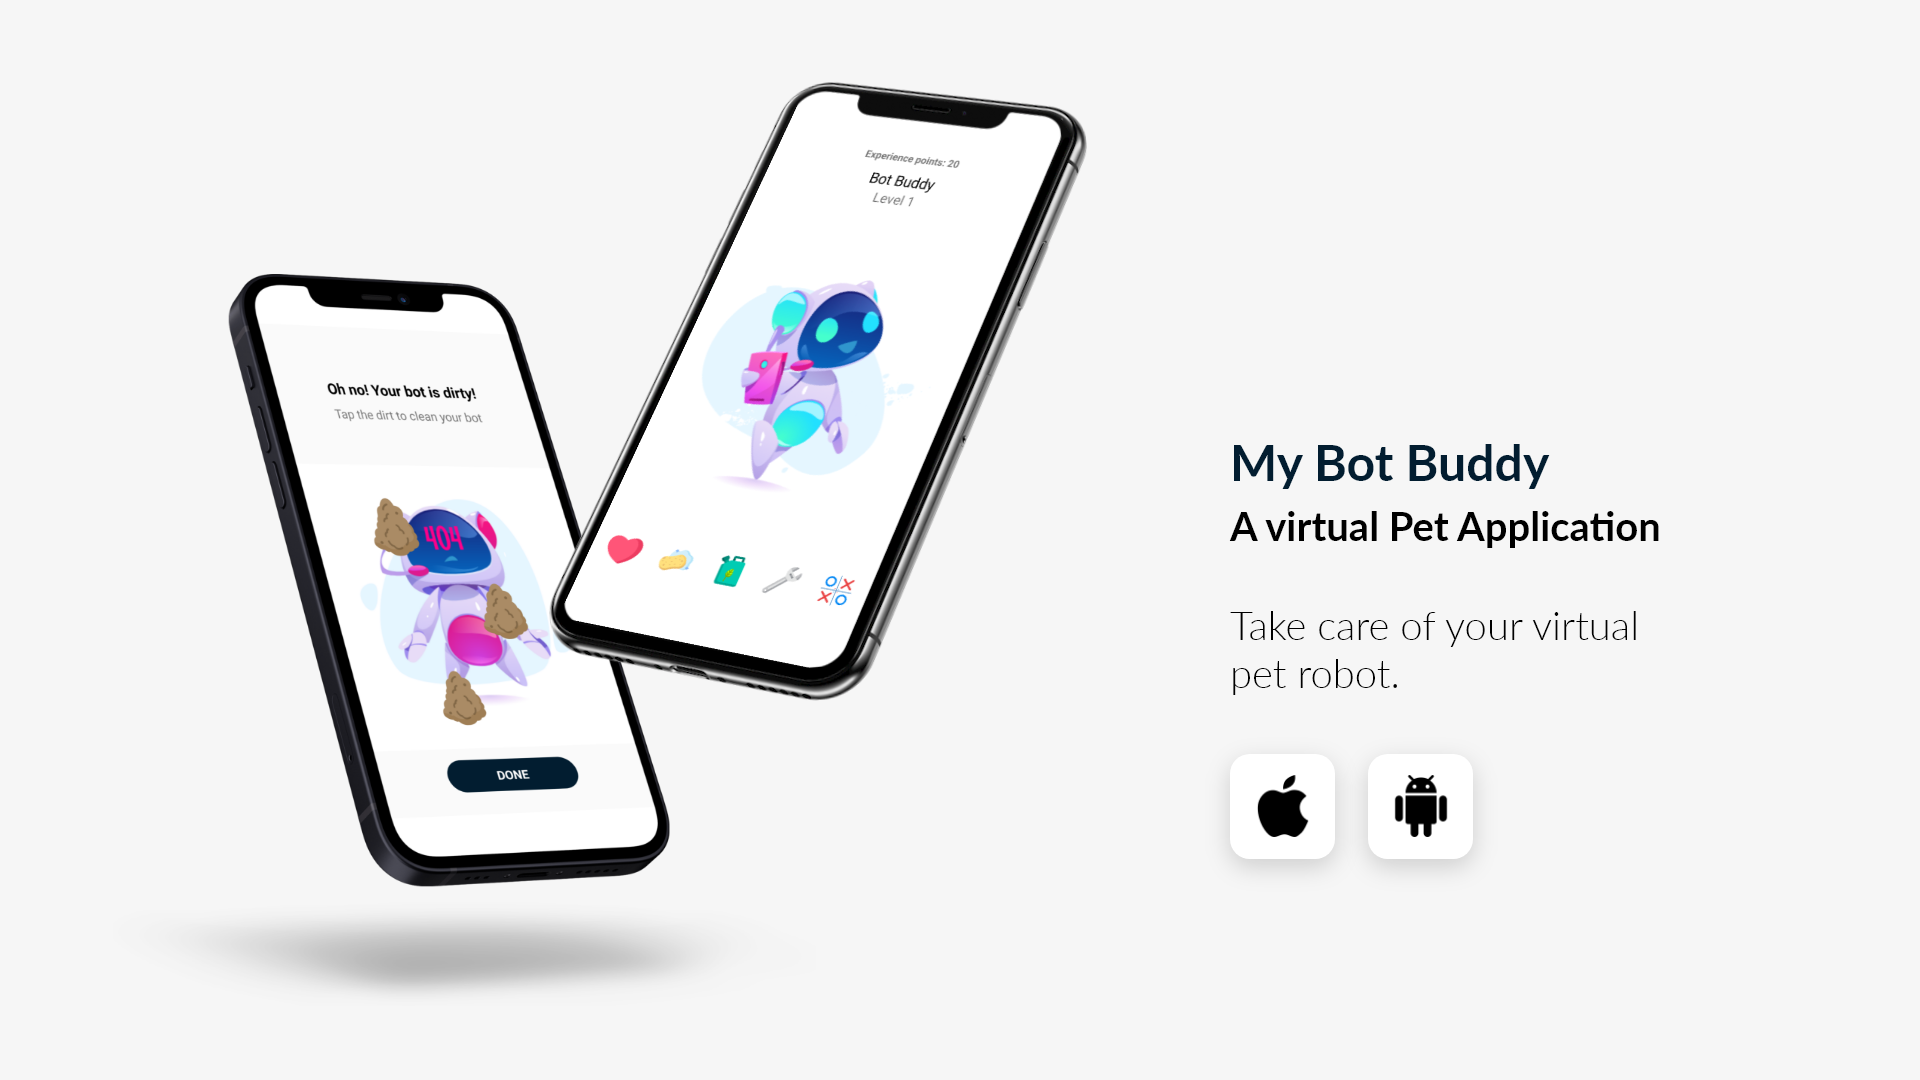 Experience points: 20
Bot Buddy
Level 1
Oh no! Your bot is dirty!
Tap the dirt to clean your bot
404
DONE
My Bot Buddy
A virtual Pet Application
Take care of your virtual
pet robot.